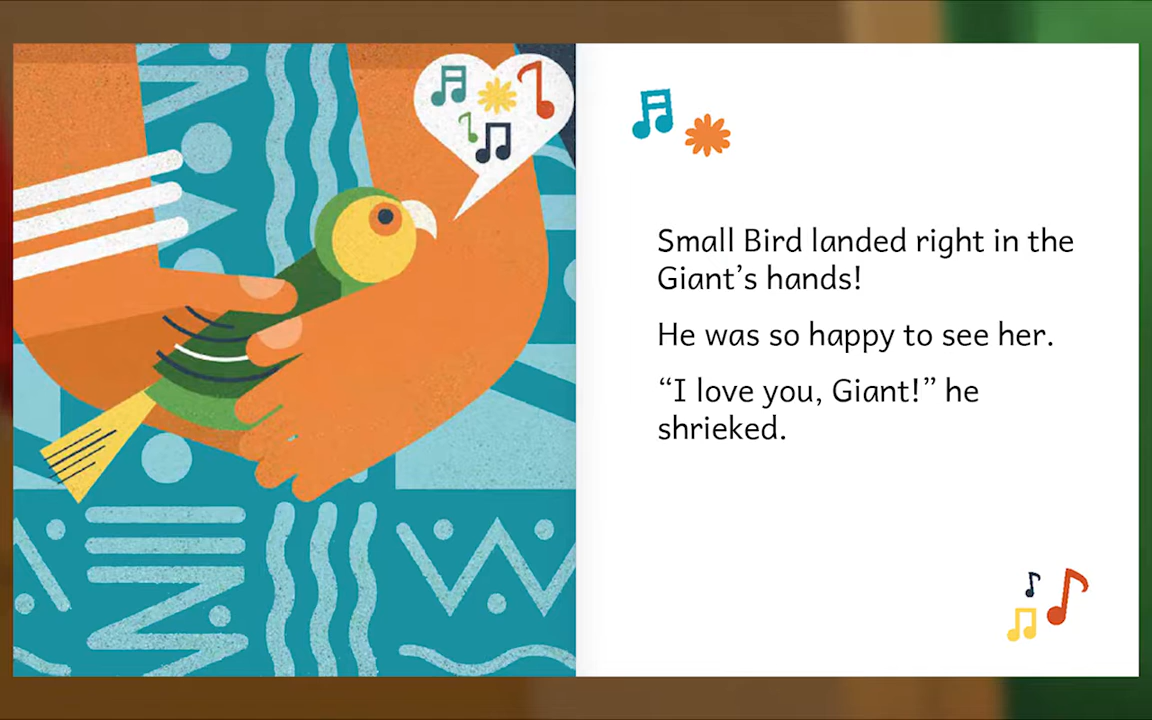 Small Bird landed right in the
Giant’s hands!
He was so happy to see her.
“I love you, Giant!” he
shrieked.